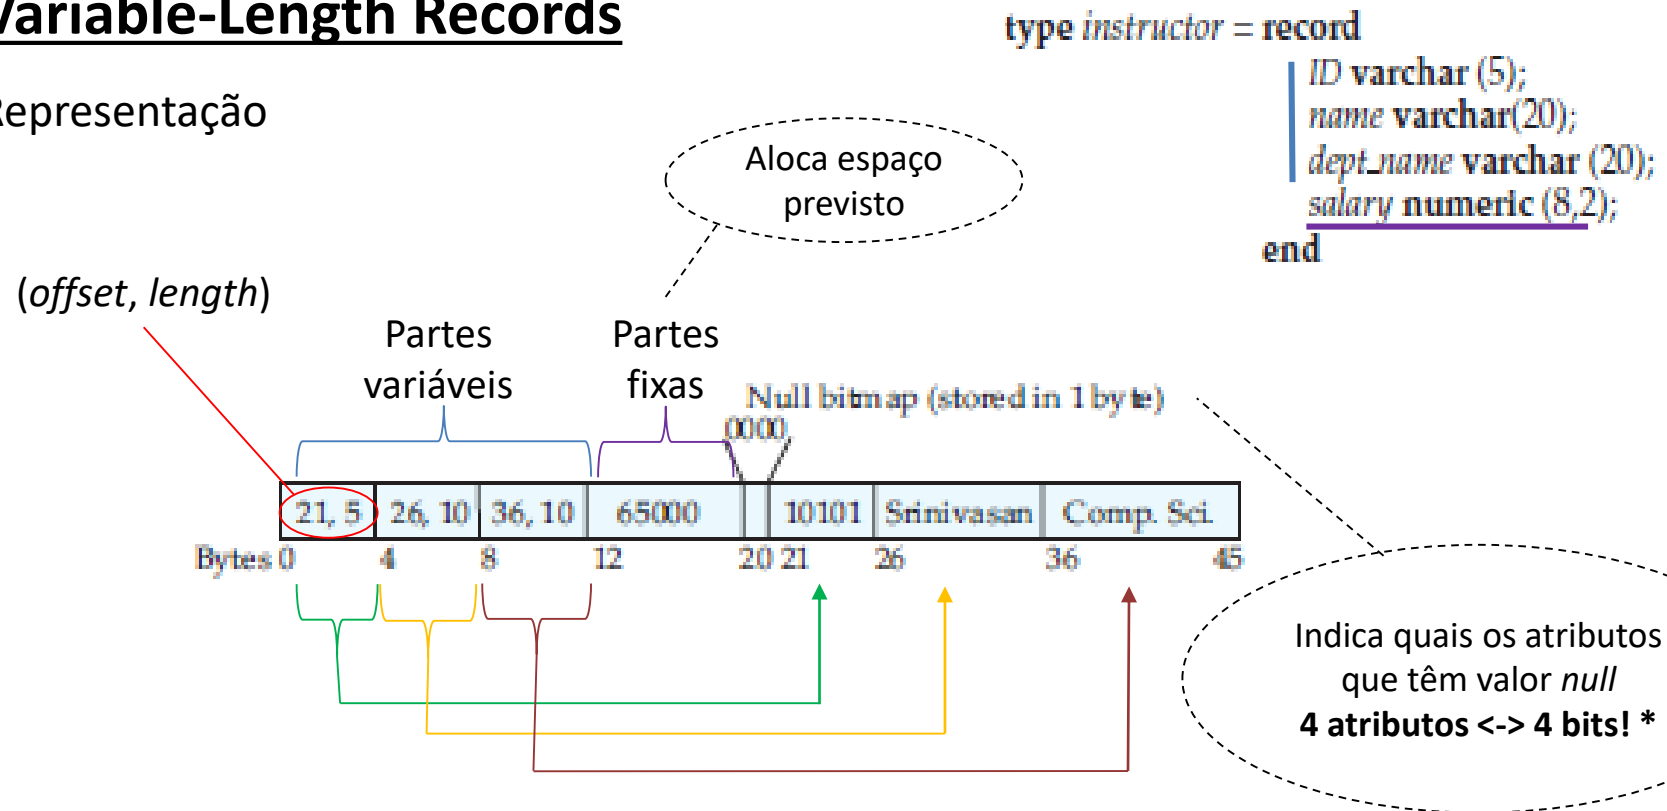 Variable-Length Records
Representação
type instructor = record
ID varchar (5);
name varchar(20);
dept_name varchar (20);
salary numeric (8,2);
end
Aloca espaço
previsto
(offset, length)
Partes
variáveis
Partes
fixas
Null bitmap (stored in 1 byte)
0000
21, 5 26, 10 36, 10 65000 10101 Srinivasan Comp. Sci.
Bytes 0 4 8 12 20 21 26 36 45
Indica quais os atributos
que têm valor null
4 atributos <-> 4 bits! *